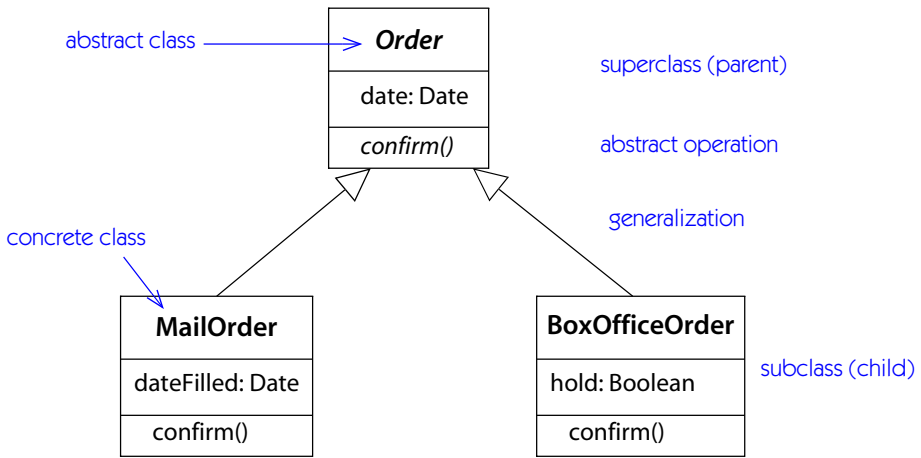 abstract class
Order
superclass (parent)
date: Date
confirm()
abstract operation
generalization
concrete class
MailOrder
BoxOfficeOrder
dateFilled: Date
hold: Boolean
subclass (child)
confirm()
confirm()